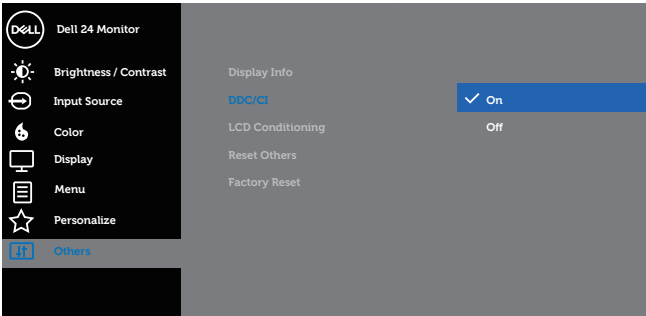 DELL
Dell 24 Monitor
Brightness / Contrast
Input Source
Color
Display
Menu
Personalize
Others
Display Info
DDC/CI
LCD Conditioning
Reset Others
Factory Reset
On
Off